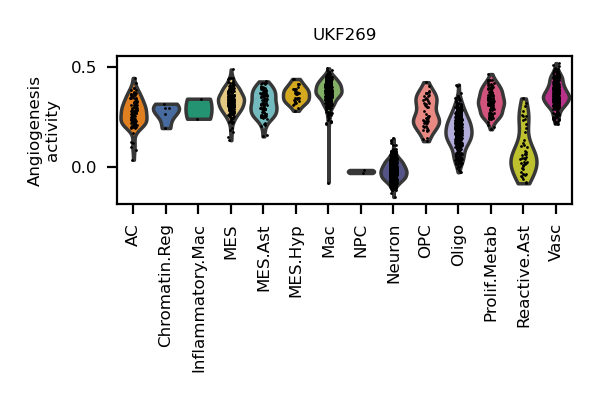 UKF269
Angiogenesis
activity
0.5
0.0
AC
Chromatin.Reg
Inflammatory.Mac
MES
MES.Ast
MES.Hyp
Mac
NPC
Neuron
OPC
Oligo
Prolif.Metab
Reactive.Ast
Vasc